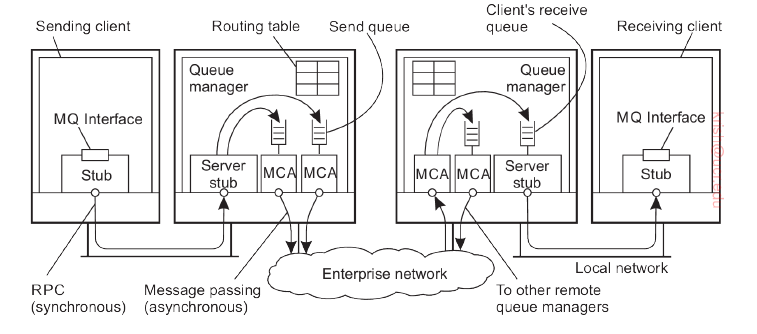 Sending client
Routing table
Send queue
Client's receive
queue
Receiving client
Queue
manager
Queue
manager
MQ Interface
Stub
Server
stub
MCA
MCA
MCA
MCA
Server
stub
MQ Interface
Stub
Enterprise network
RPC
(synchronous)
Message passing
(asynchronous)
Local network
To other remote
queue managers